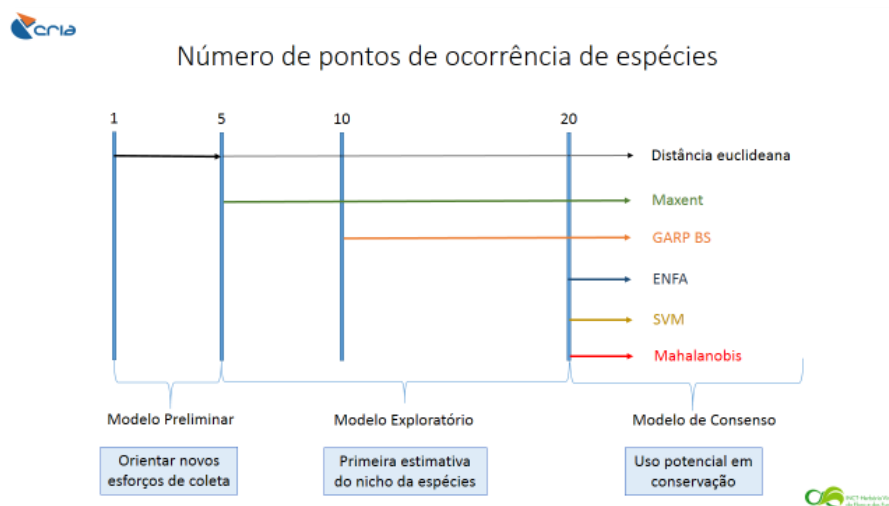 cria
Número de pontos de ocorrência de espécies
1 5 10 20
Distância euclideana
Maxent
GARP BS
ENFA
SVM
Mahalanobis
Modelo Preliminar
Modelo Exploratório
Modelo de Consenso
Orientar novos
esforços de coleta
Primeira estimativa
do nicho da espécies
Uso potencial em
conservação